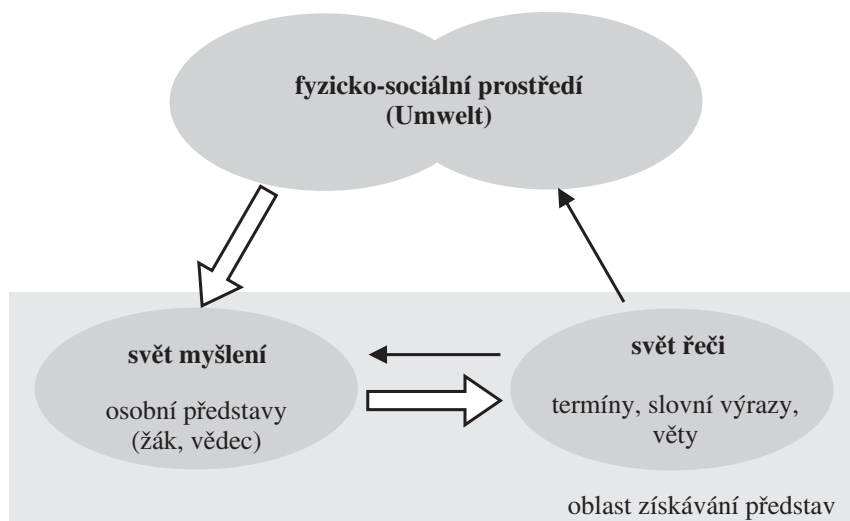 fyzicko-sociální prostředí
(Umwelt)
svět myšlení
osobní představy
(žák, vědec)
svět řeči
termíny, slovní výrazy,
věty
oblast získávání představ